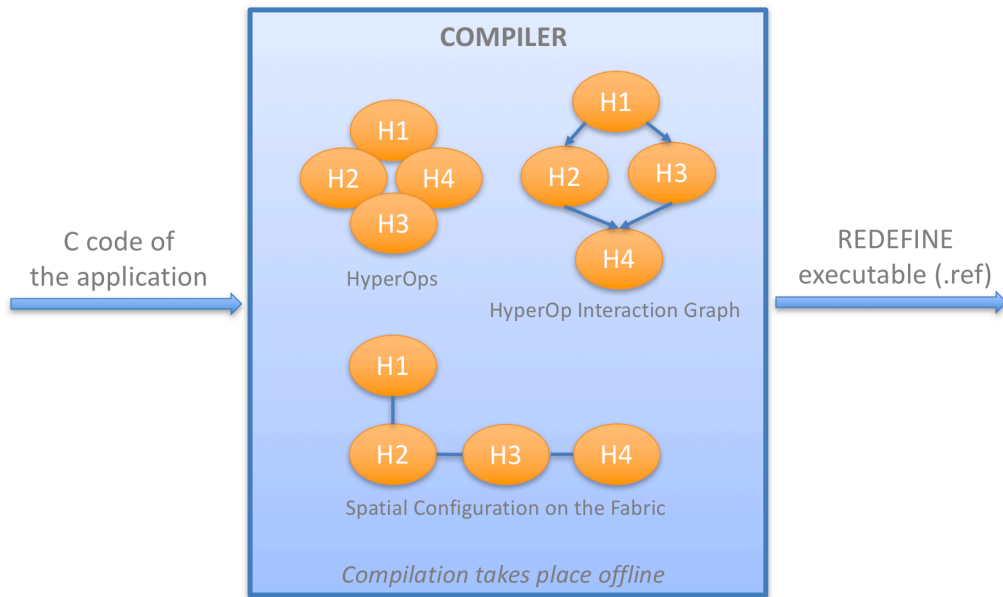 COMPILER
H1
H2
H4
H3
HyperOps
H1
H2
H3
H4
HyperOp Interaction Graph
C code of
the application
REDEFINE
executable (.ref)
H1
H2
H3
H4
Spatial Configuration on the Fabric
Compilation takes place offline